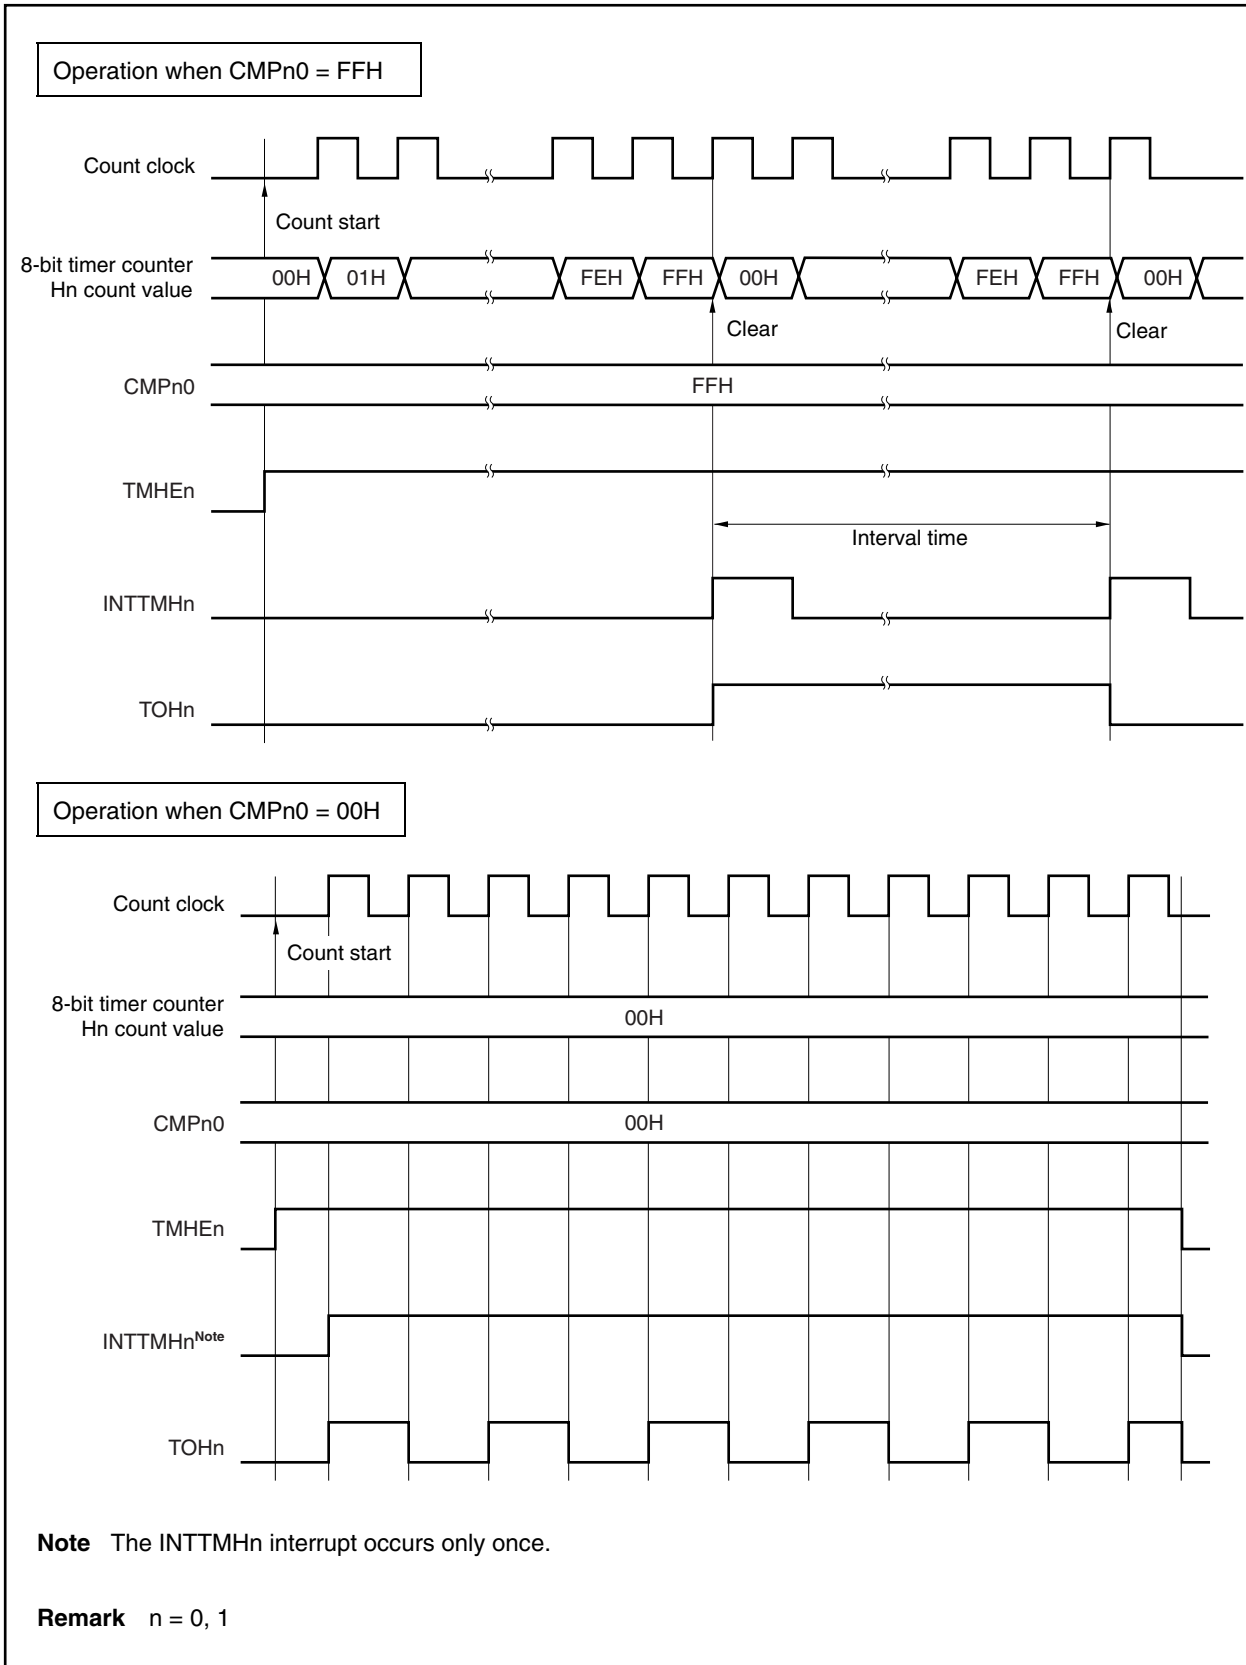 Operation when CMPn0 = FFH
Count clock
Count start
8-bit timer counter
Hn count value
00H 01H FEH FFH 00H FEH FFH 00H
Clear Clear
CMPn0 FFH
TMHEn
Interval time
INTTMHn
TOHn
Operation when CMPn0 = 00H
Count clock
Count start
8-bit timer counter
Hn count value
00H
CMPn0 00H
TMHEn
INTTMHnNote
TOHn
Note The INTTMHn interrupt occurs only once.
Remark n = 0, 1